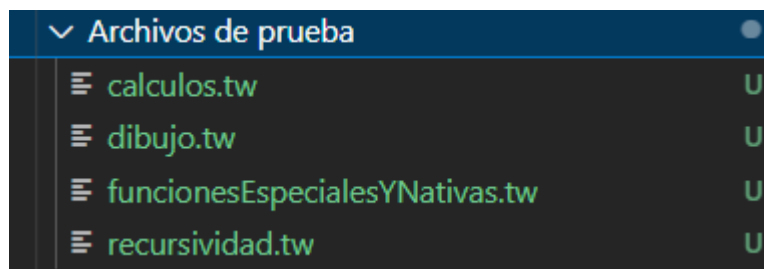 Archivos de prueba
calculos.tw U
dibujo.tw U
funcionesEspecialesYNativas.tw U
recursividad.tw U